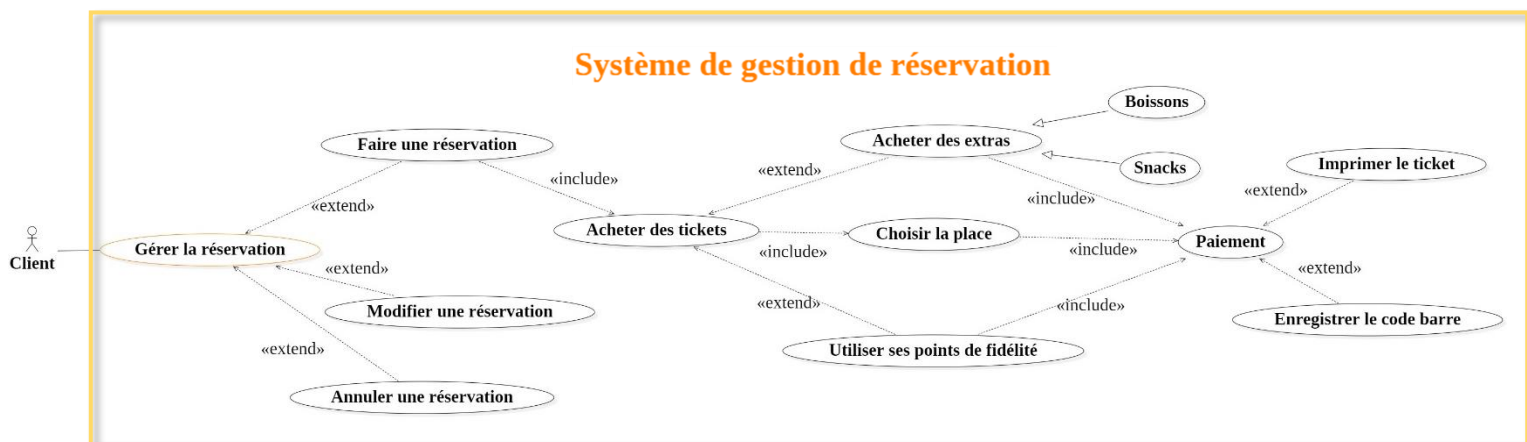 Système de gestion de réservation
Boissons
Faire une réservation
Acheter des extras
Snacks
Imprimer le ticket
«include»
«extend»
«extend»
«extend»
«include»
Acheter des tickets
Choisir la place
Paiement
Client
Gérer la réservation
«include»
«include»
«extend»
«extend»
«extend»
«include»
Modifier une réservation
Enregistrer le code barre
«extend»
Utiliser ses points de fidélité
Annuler une réservation